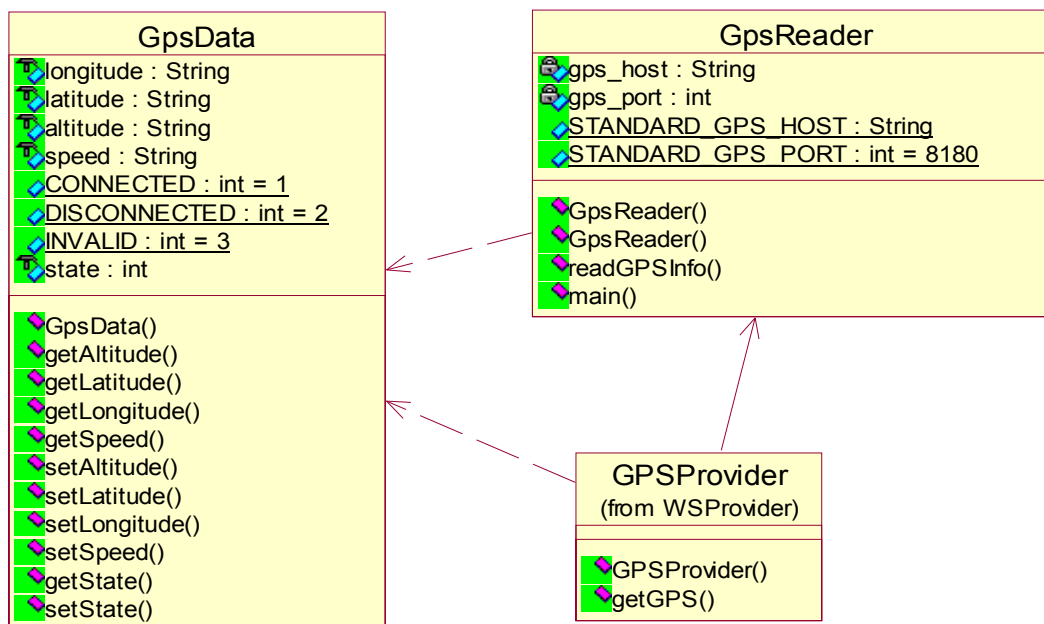 GpsData
longitude : String
latitude : String
altitude : String
speed : String
CONNECTED : int = 1
DISCONNECTED : int = 2
INVALID : int = 3
state : int
GpsData()
getAltitude()
getLatitude()
getLongitude()
getSpeed()
setAltitude()
setLatitude()
setLongitude()
setSpeed()
getState()
setState()
GpsReader
gps_host : String
gps_port : int
STANDARD_GPS_HOST : String
STANDARD_GPS_PORT : int = 8180
GpsReader()
GpsReader()
readGPSInfo()
main()
GPSProvider
(from WSProvider)
GPSProvider()
getGPS()